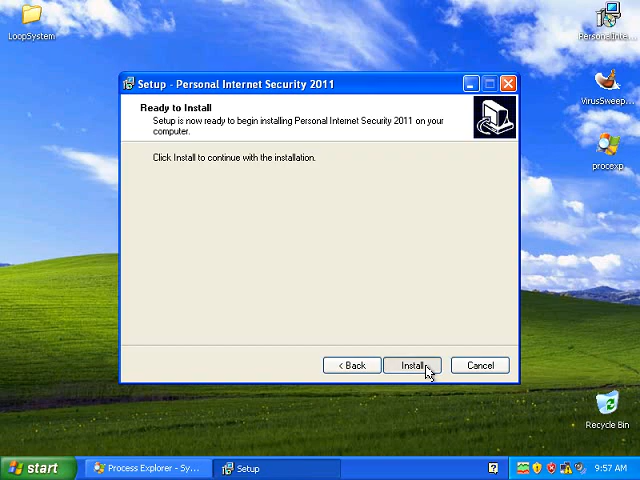 LoopSystem
PersonalInte...
Setup - Personal Internet Security 2011
VirusSweep...
Ready to Install
Setup is now ready to begin installing Personal Internet Security 2011 on your
computer.
Click Install to continue with the installation.
procexp
< Back
Install
Cancel
Recycle Bin
start
Process Explorer - Sy...
Setup
9:57 AM